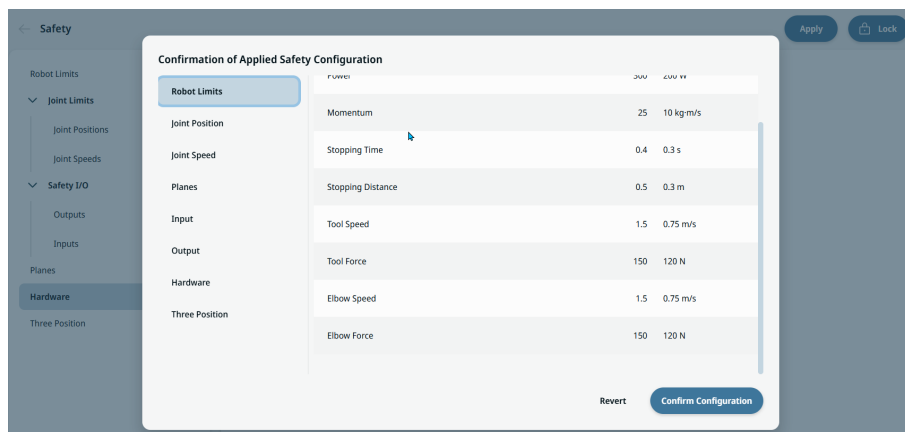 Safety
Apply
Lock
Robot Limits
Joint Limits
Joint Positions
Joint Speeds
Safety I/O
Outputs
Inputs
Planes
Hardware
Three Position
Confirmation of Applied Safety Configuration
Robot Limits
Joint Position
Joint Speed
Planes
Input
Output
Hardware
Three Position
Power 300 200 W
Momentum 25 10 kg·m/s
Stopping Time 0.4 0.3 s
Stopping Distance 0.5 0.3 m
Tool Speed 1.5 0.75 m/s
Tool Force 150 120 N
Elbow Speed 1.5 0.75 m/s
Elbow Force 150 120 N
Revert
Confirm Configuration